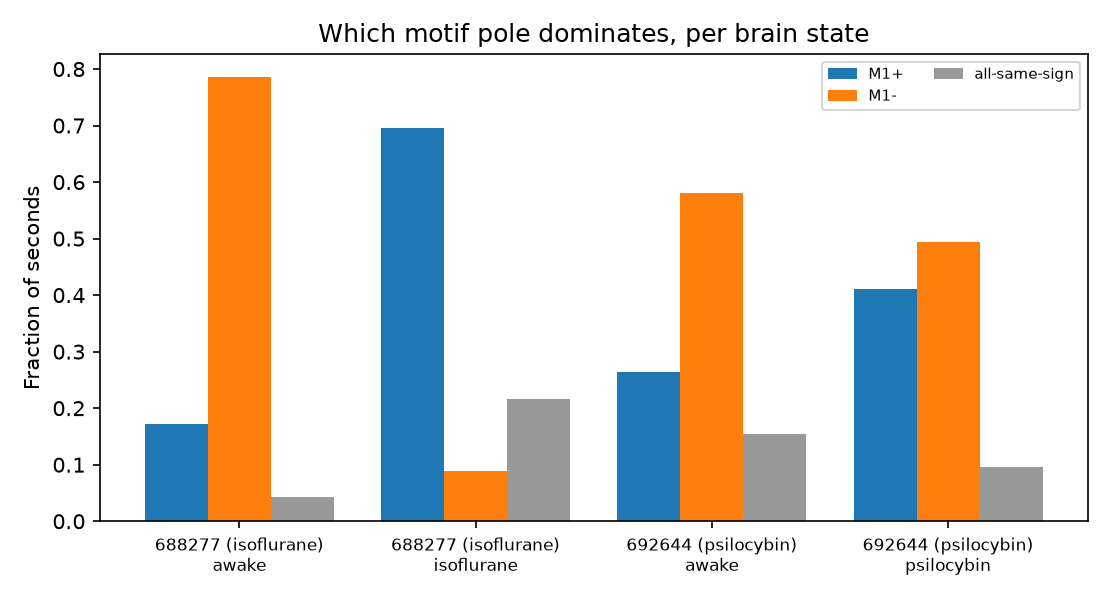 Which motif pole dominates, per brain state
M1+
M1-
all-same-sign
Fraction of seconds
0.8
0.7
0.6
0.5
0.4
0.3
0.2
0.1
0.0
688277 (isoflurane)
awake
688277 (isoflurane)
isoflurane
692644 (psilocybin)
awake
692644 (psilocybin)
psilocybin